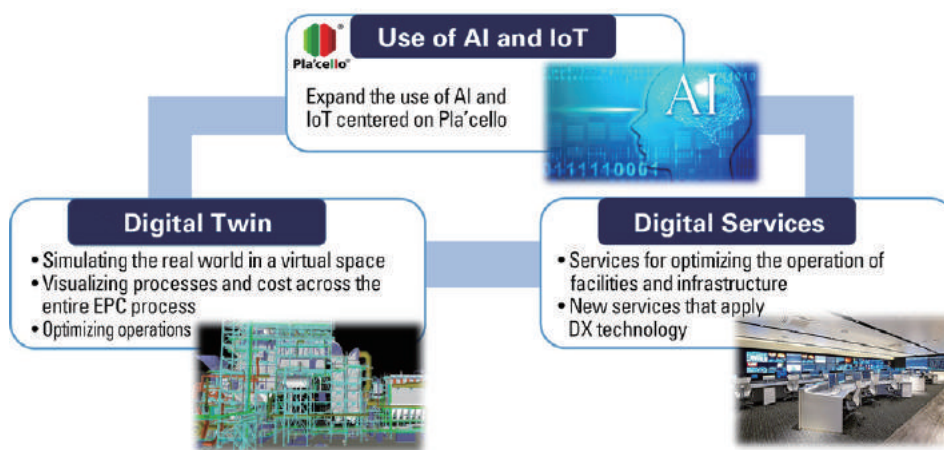 Pla'cello®
Use of AI and IoT
Expand the use of AI and
IoT centered on Pla'cello
AI
01111110001
Digital Twin
• Simulating the real world in a virtual space
• Visualizing processes and cost across the
entire EPC process
• Optimizing operations
Digital Services
• Services for optimizing the operation of
facilities and infrastructure
• New services that apply
DX technology